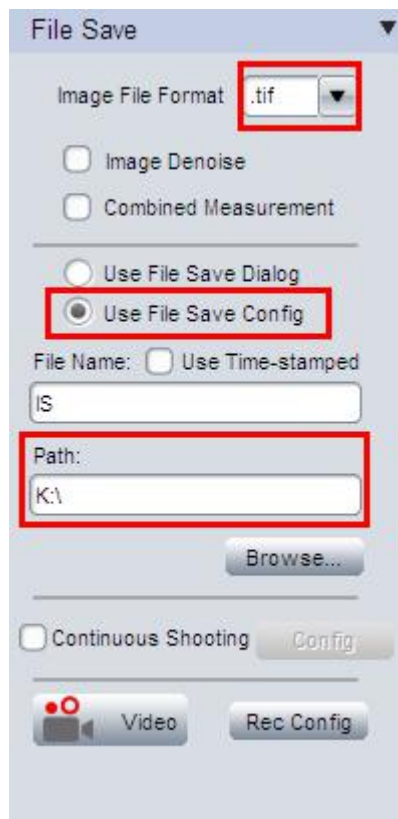 File Save
Image File Format .tif
Image Denoise
Combined Measurement
Use File Save Dialog
Use File Save Config
File Name: Use Time-stamped
IS
Path:
K:\
Browse...
Continuous Shooting Config
Video Rec Config